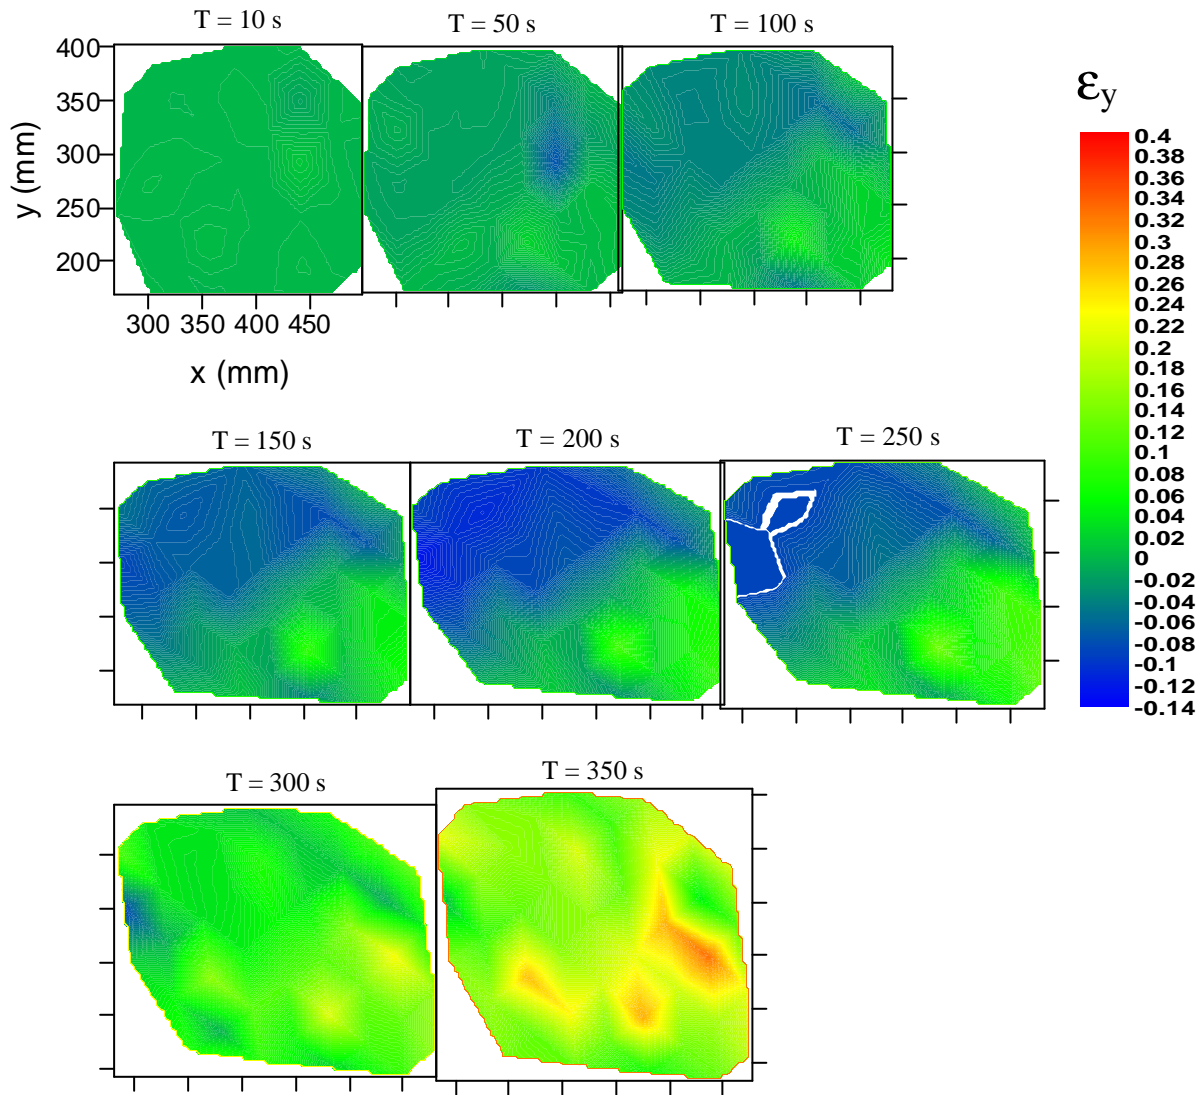 T = 10 s
T = 50 s
T = 100 s
400
350
300
250
200
y (mm)
300 350 400 450
x (mm)
εy
0.4
0.38
0.36
0.34
0.32
0.3
0.28
0.26
0.24
0.22
0.2
0.18
0.16
0.14
0.12
0.1
0.08
0.06
0.04
0.02
0
-0.02
-0.04
-0.06
-0.08
-0.1
-0.12
-0.14
T = 150 s
T = 200 s
T = 250 s
T = 300 s
T = 350 s